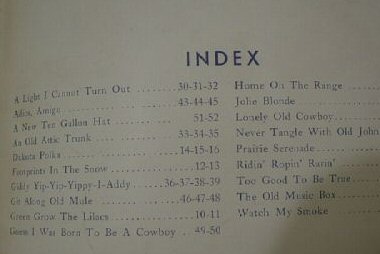 INDEX
A Light I Cannot Turn Out ..... 30-31-32
Adios, Amigo ..... 43-44-45
A New Ten Gallon Hat ..... 51-52
An Old Attic Trunk ..... 33-34-35
Dakota Polka ..... 14-15-16
Footprints In The Snow ..... 12-13
Giddy Yip-Yip-Yippy-I-Addy ..... 36-37-38-39
Git Along Old Mule ..... 46-47-48
Green Grow The Lilacs ..... 10-11
Guess I Was Born To Be A Cowboy .. 49-50
Home On The Range ......
Jolie Blonde .......
Lonely Old Cowboy ......
Never Tangle With Old John
Prairie Serenade ......
Ridin' Ropin' Rarin' .....
Too Good To Be True .....
The Old Music Box ......
Watch My Smoke ......